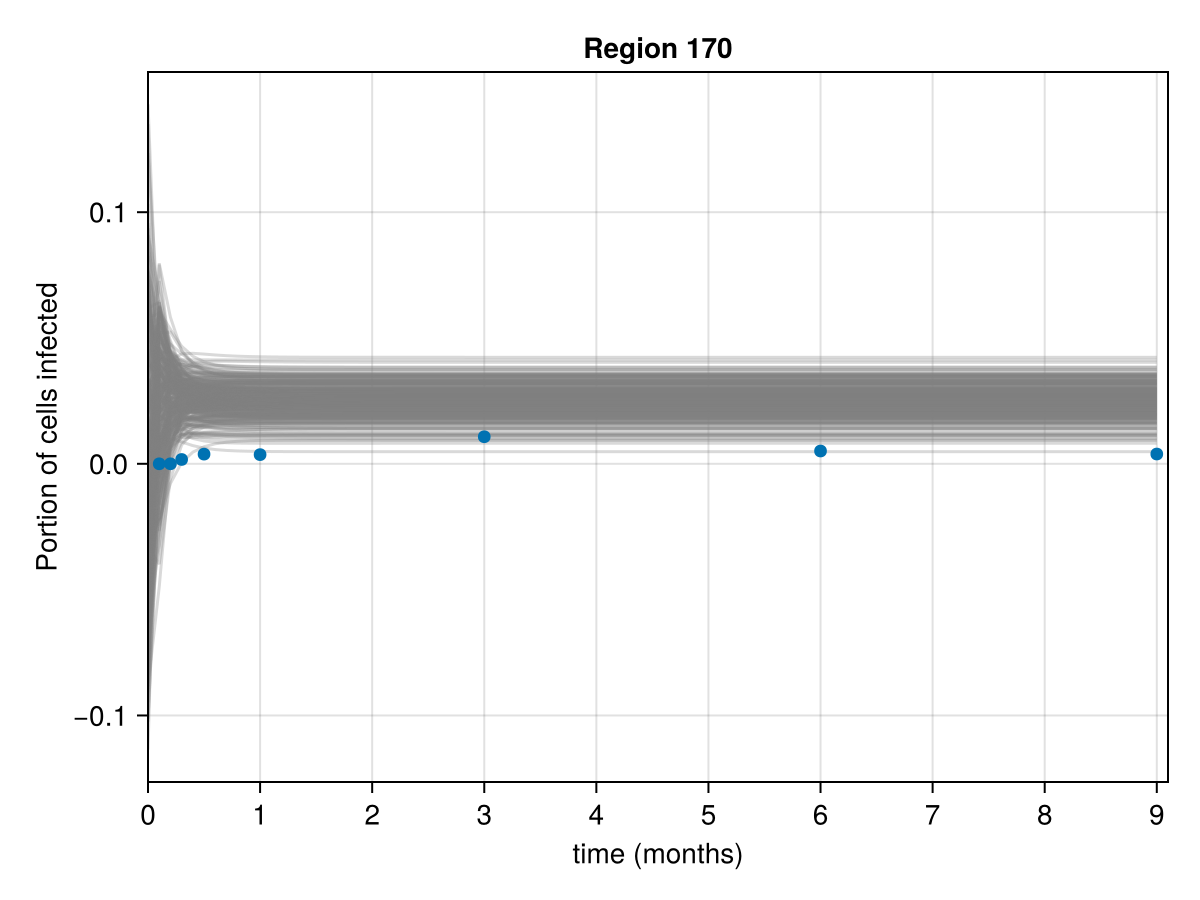 Region 170
Portion of cells infected
0.1
0.0
−0.1
0 1 2 3 4 5 6 7 8 9
time (months)